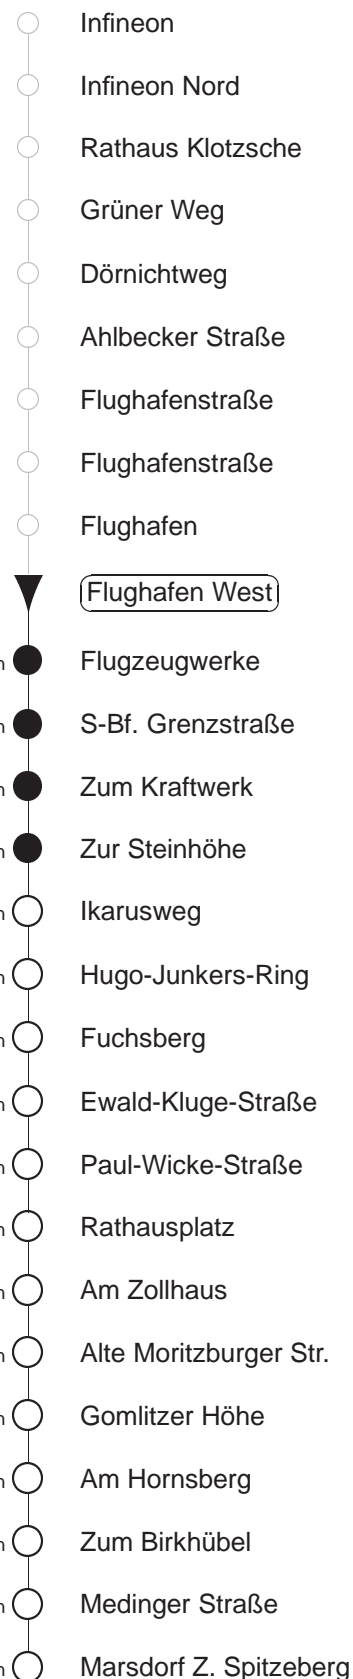 Infineon
Infineon Nord
Rathaus Klotzsche
Grüner Weg
Dörnichtweg
Ahlbecker Straße
Flughafenstraße
Flughafenstraße
Flughafen
Flughafen West
n Flugzeugwerke
n S-Bf. Grenzstraße
n Zum Kraftwerk
n Zur Steinhöhe
n Ikarusweg
n Hugo-Junkers-Ring
n Fuchsberg
n Ewald-Kluge-Straße
n Paul-Wicke-Straße
n Rathausplatz
n Am Zollhaus
n Alte Moritzburger Str.
n Gomlitzer Höhe
n Am Hornsberg
n Zum Birkhübel
n Medinger Straße
n Marsdorf Z. Spitzeberg